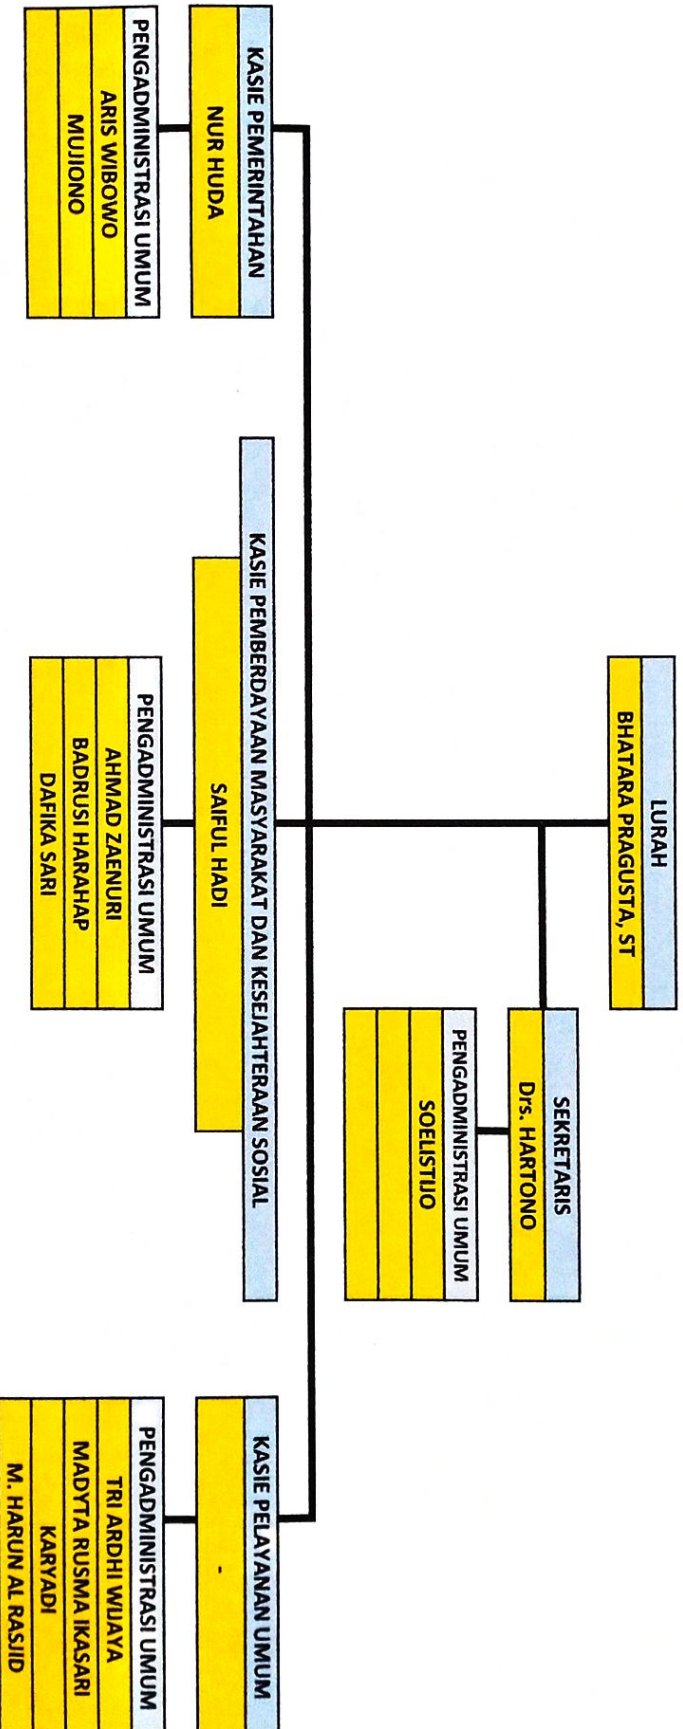 LURAH
BHATARA PRAGUSTA, ST
SEKRETARIS
Drs. HARTONO
PENGADMINISTRASI UMUM
SOELISTIJO
KASIE PEMERINTAHAN
NUR HUDA
PENGADMINISTRASI UMUM
ARIS WIBOWO
MUJIONO
KASIE PEMBERDAYAAN MASYARAKAT DAN KESEJAHTERAAN SOSIAL
SAIFUL HADI
PENGADMINISTRASI UMUM
AHMAD ZAENURI
BADRUSI HARAHAP
DAFIKA SARI
KASIE PELAYANAN UMUM
-
PENGADMINISTRASI UMUM
TRI ARDHI WIJAYA
MADYTA RUSMA IKASARI
KARYADI
M. HARUN AL RASJID